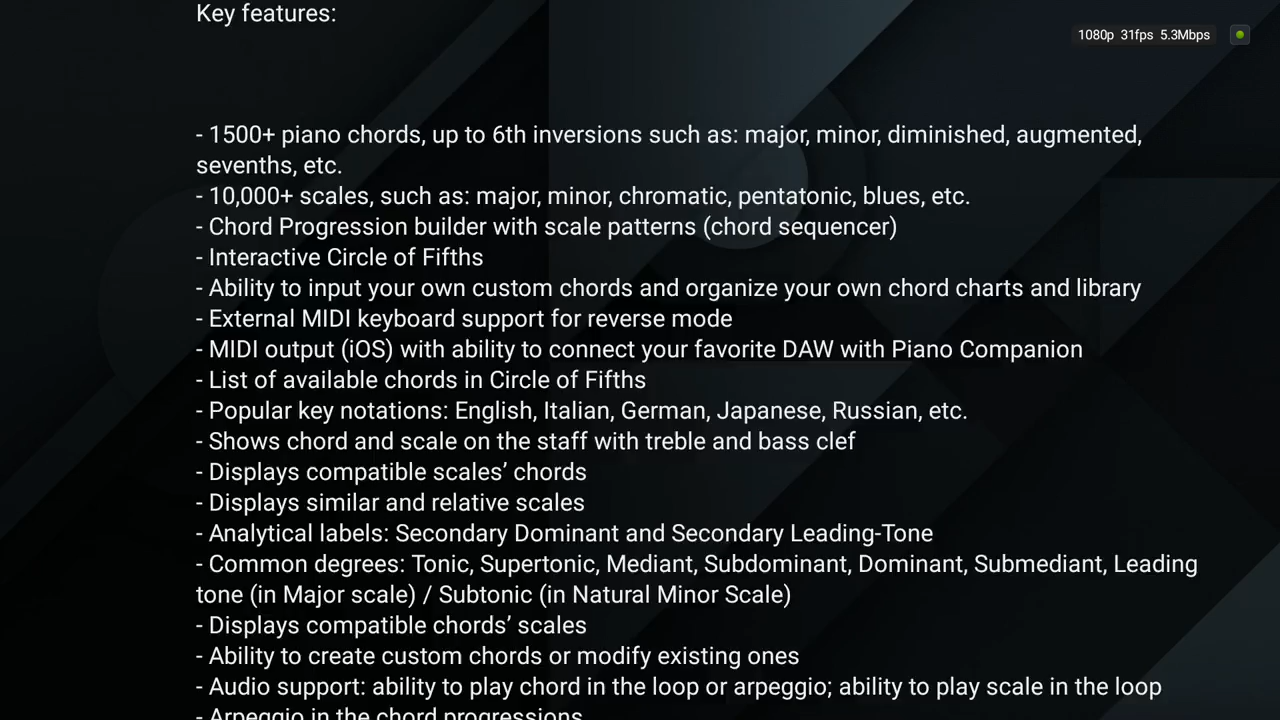 Key features:
1080p 31fps 5.3Mbps
- 1500+ piano chords, up to 6th inversions such as: major, minor, diminished, augmented,
sevenths, etc.
- 10,000+ scales, such as: major, minor, chromatic, pentatonic, blues, etc.
- Chord Progression builder with scale patterns (chord sequencer)
- Interactive Circle of Fifths
- Ability to input your own custom chords and organize your own chord charts and library
- External MIDI keyboard support for reverse mode
- MIDI output (iOS) with ability to connect your favorite DAW with Piano Companion
- List of available chords in Circle of Fifths
- Popular key notations: English, Italian, German, Japanese, Russian, etc.
- Shows chord and scale on the staff with treble and bass clef
- Displays compatible scales’ chords
- Displays similar and relative scales
- Analytical labels: Secondary Dominant and Secondary Leading-Tone
- Common degrees: Tonic, Supertonic, Mediant, Subdominant, Dominant, Submediant, Leading
tone (in Major scale) / Subtonic (in Natural Minor Scale)
- Displays compatible chords’ scales
- Ability to create custom chords or modify existing ones
- Audio support: ability to play chord in the loop or arpeggio; ability to play scale in the loop
- Arpeggio in the chord progressions